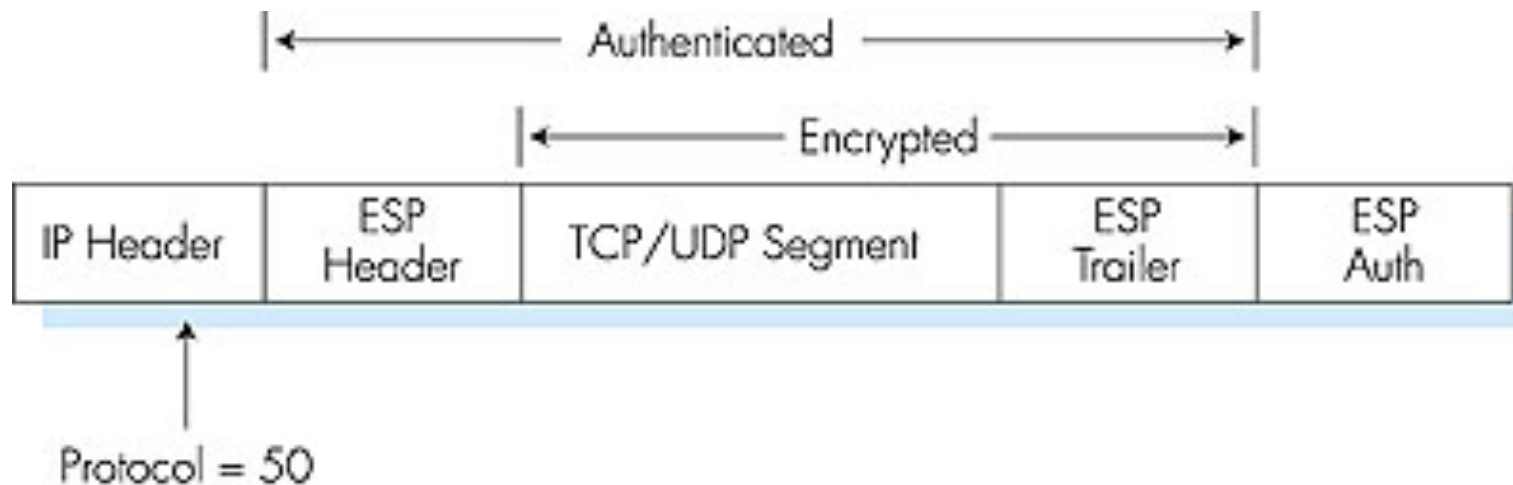 Authenticated
Encrypted
IP Header
ESP
Header
TCP/UDP Segment
ESP
Trailer
ESP
Auth
Protocol = 50